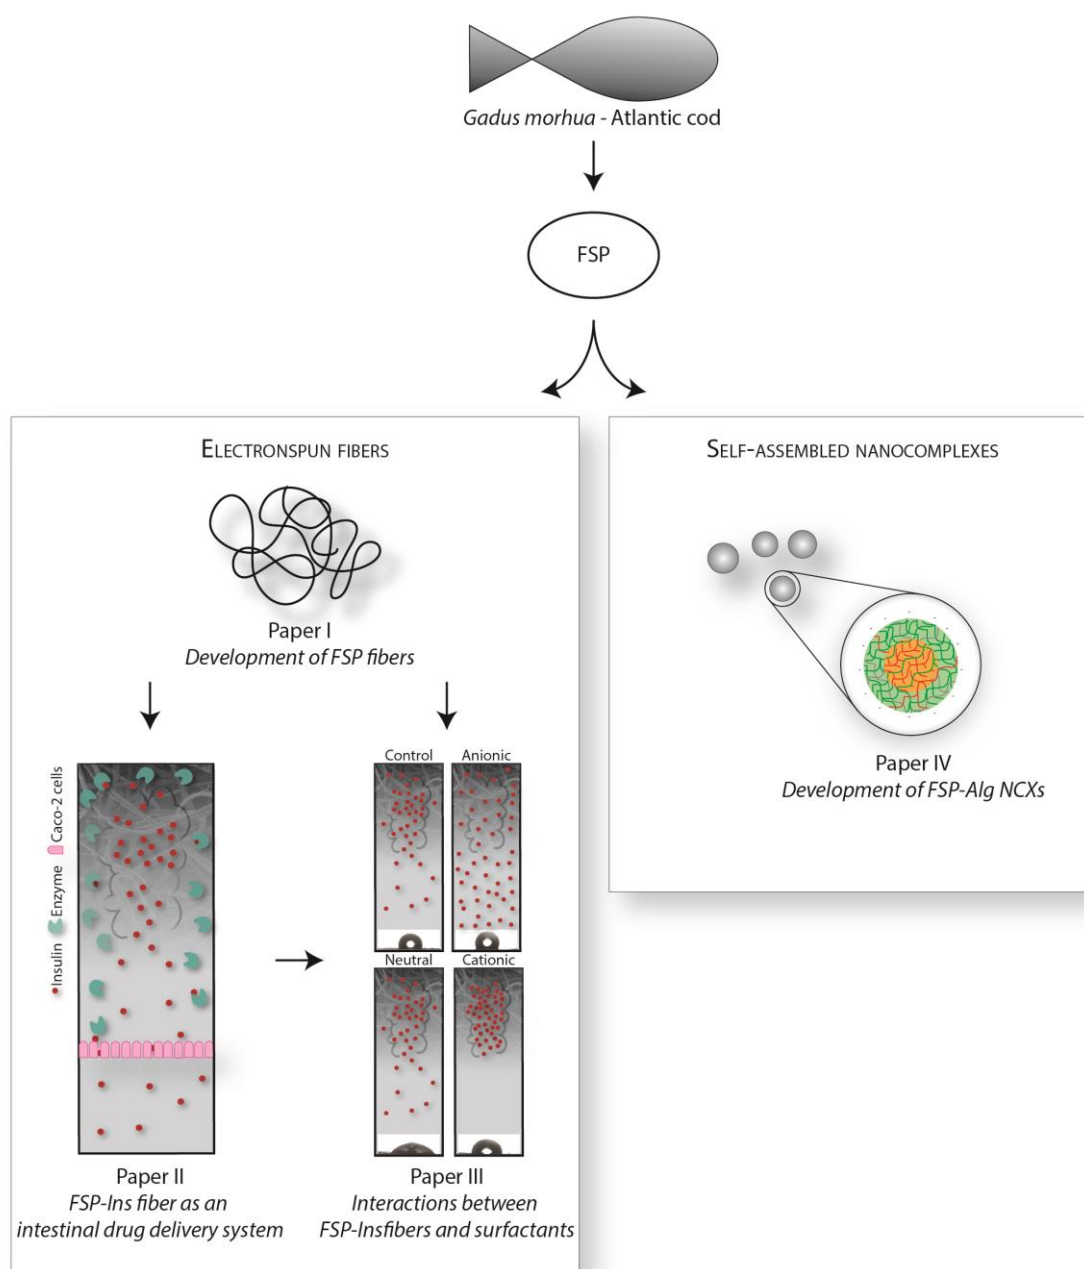 Gadus morhua - Atlantic cod
FSP
ELECTRONSPUN FIBERS
Paper I
Development of FSP fibers
Insulin Enzyme Caco-2 cells
Paper II
FSP-Ins fiber as an
intestinal drug delivery system
Control
Anionic
Neutral
Cationic
Paper III
Interactions between
FSP-Insfibers and surfactants
SELF-ASSEMBLED NANOCOMPLEXES
Paper IV
Development of FSP-Alg NCXs